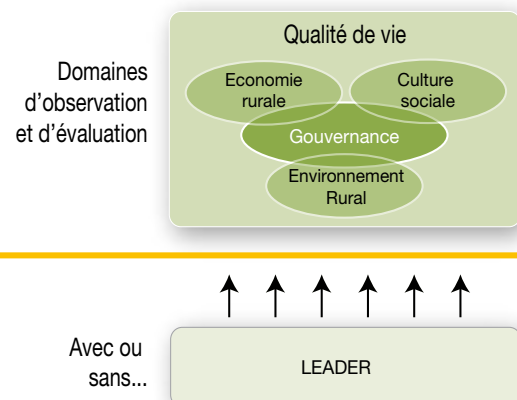 Qualité de vie
Domaines
d'observation
et d'évaluation
Economie
rurale
Culture
sociale
Gouvernance
Environnement
Rural
Avec ou
sans...
LEADER